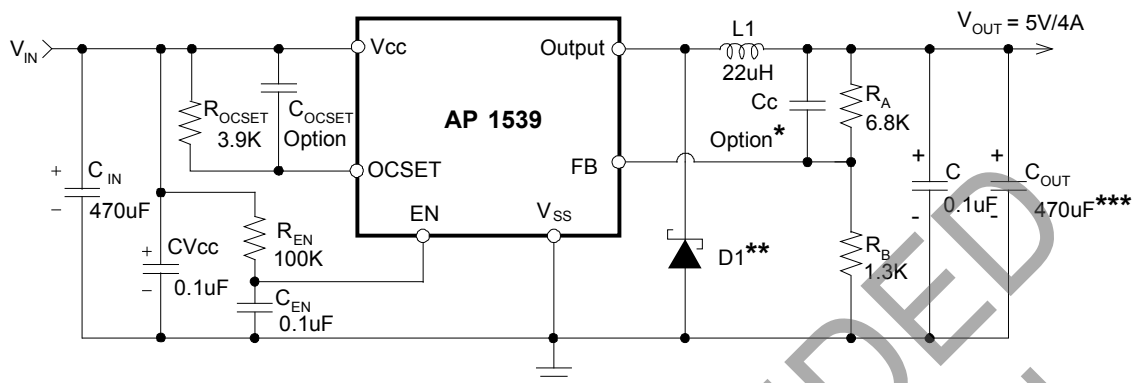 V_IN
Vcc
Output
L1
22uH
V_OUT = 5V/4A
R_OCSET
3.9K
C_OCSET
Option
AP 1539
Cc
Option*
R_A
6.8K
OCSET
FB
EN
V_SS
+
C_IN
–
470uF
+
CVcc
–
0.1uF
R_EN
100K
C_EN
0.1uF
D1**
R_B
1.3K
+
C
0.1uF
-
+
C_OUT
470uF***
-